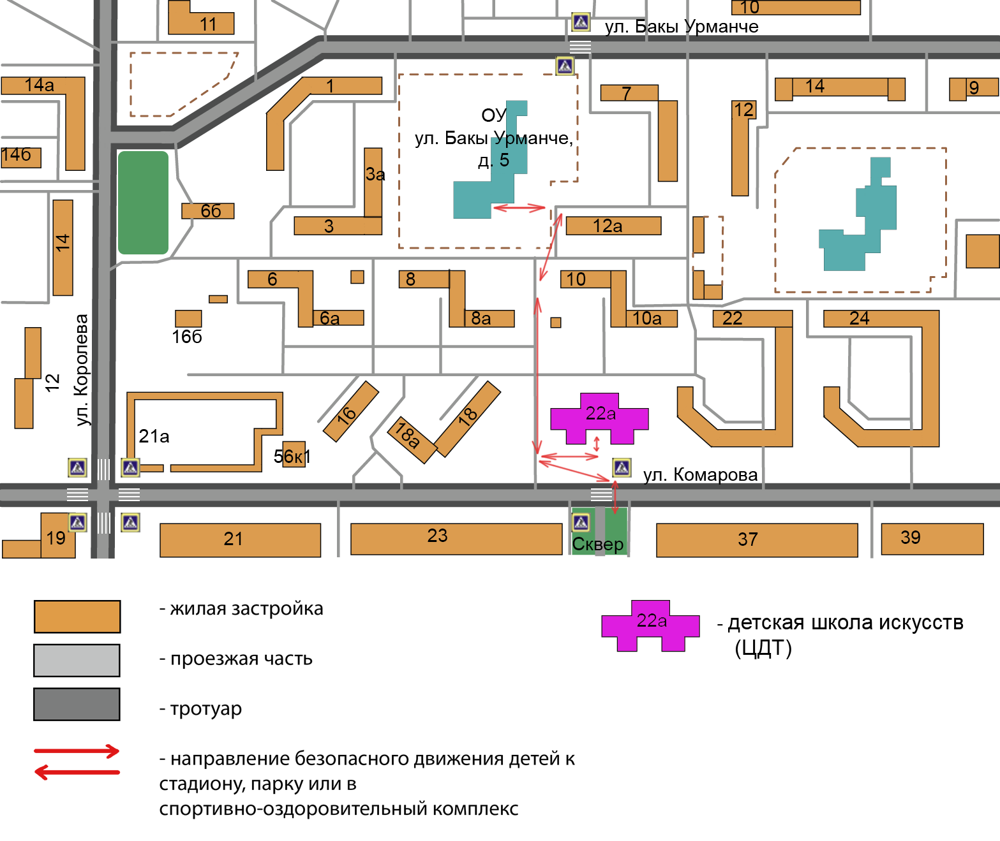 10
11
ул. Бакы Урманче
14а
1
7
14
9
12
ОУ
ул. Бакы Урманче,
д. 5
14б
3а
6б
3
12а
14
6
8
10
6а
8а
10а
22
24
16б
ул. Королева
12
22а
16
18
18а
21а
56к1
ул. Комарова
19
21
23
Сквер
37
39
- жилая застройка
22а
- детская школа искусств
(ЦДТ)
- проезжая часть
- тротуар
- направление безопасного движения детей к
стадиону, парку или в
спортивно-оздоровительный комплекс